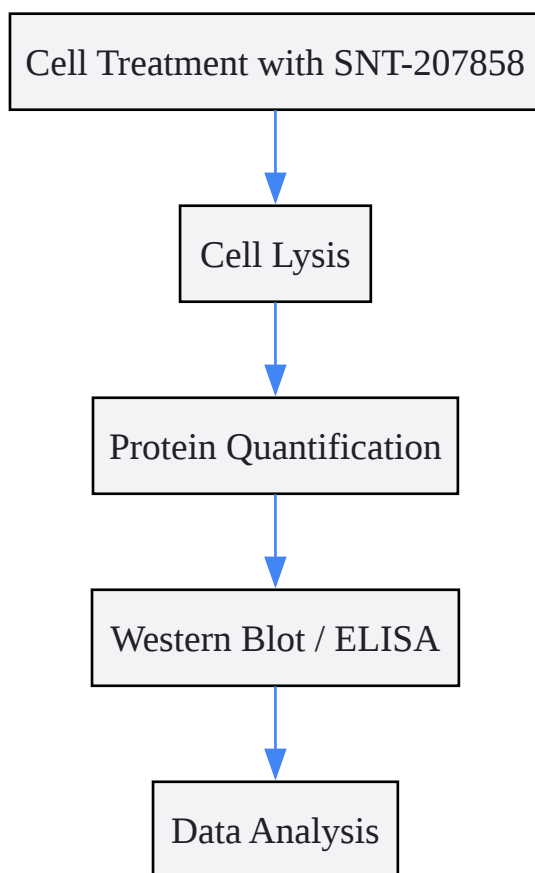 Cell Treatment with SNT-207858
Cell Lysis
Protein Quantification
Western Blot / ELISA
Data Analysis